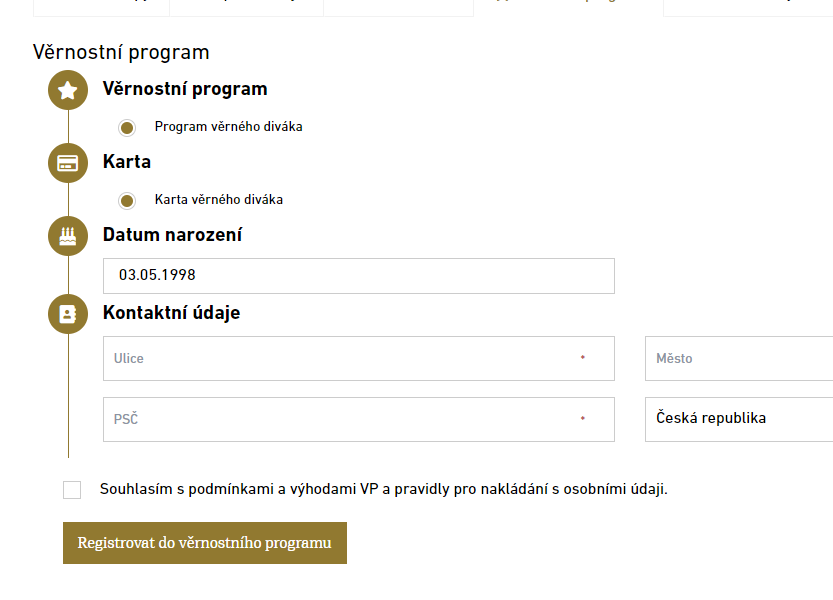 Věrnostní program
Věrnostní program
Program věrného diváka
Karta
Karta věrného diváka
Datum narození
03.05.1998
Kontaktní údaje
Ulice *
Město
PSČ *
Česká republika
Souhlasím s podmínkami a výhodami VP a pravidly pro nakládání s osobními údaji.
Registrovat do věrnostního programu